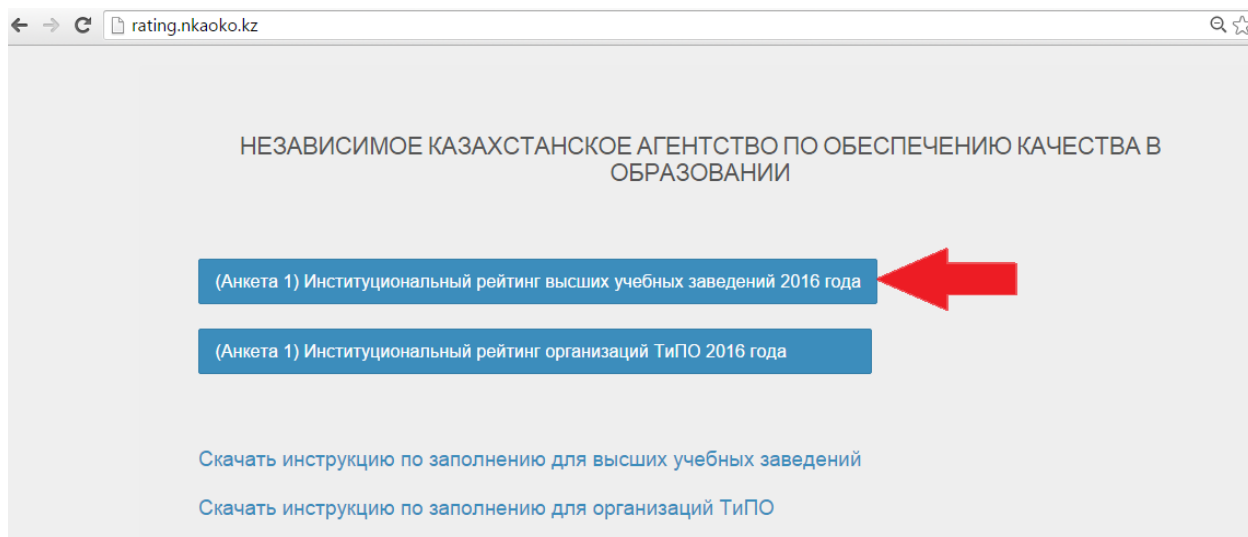 rating.nkaoko.kz
НЕЗАВИСИМОЕ КАЗАХСТАНСКОЕ АГЕНТСТВО ПО ОБЕСПЕЧЕНИЮ КАЧЕСТВА В
ОБРАЗОВАНИИ
(Анкета 1) Институциональный рейтинг высших учебных заведений 2016 года
(Анкета 1) Институциональный рейтинг организаций ТиПО 2016 года
Скачать инструкцию по заполнению для высших учебных заведений
Скачать инструкцию по заполнению для организаций ТиПО